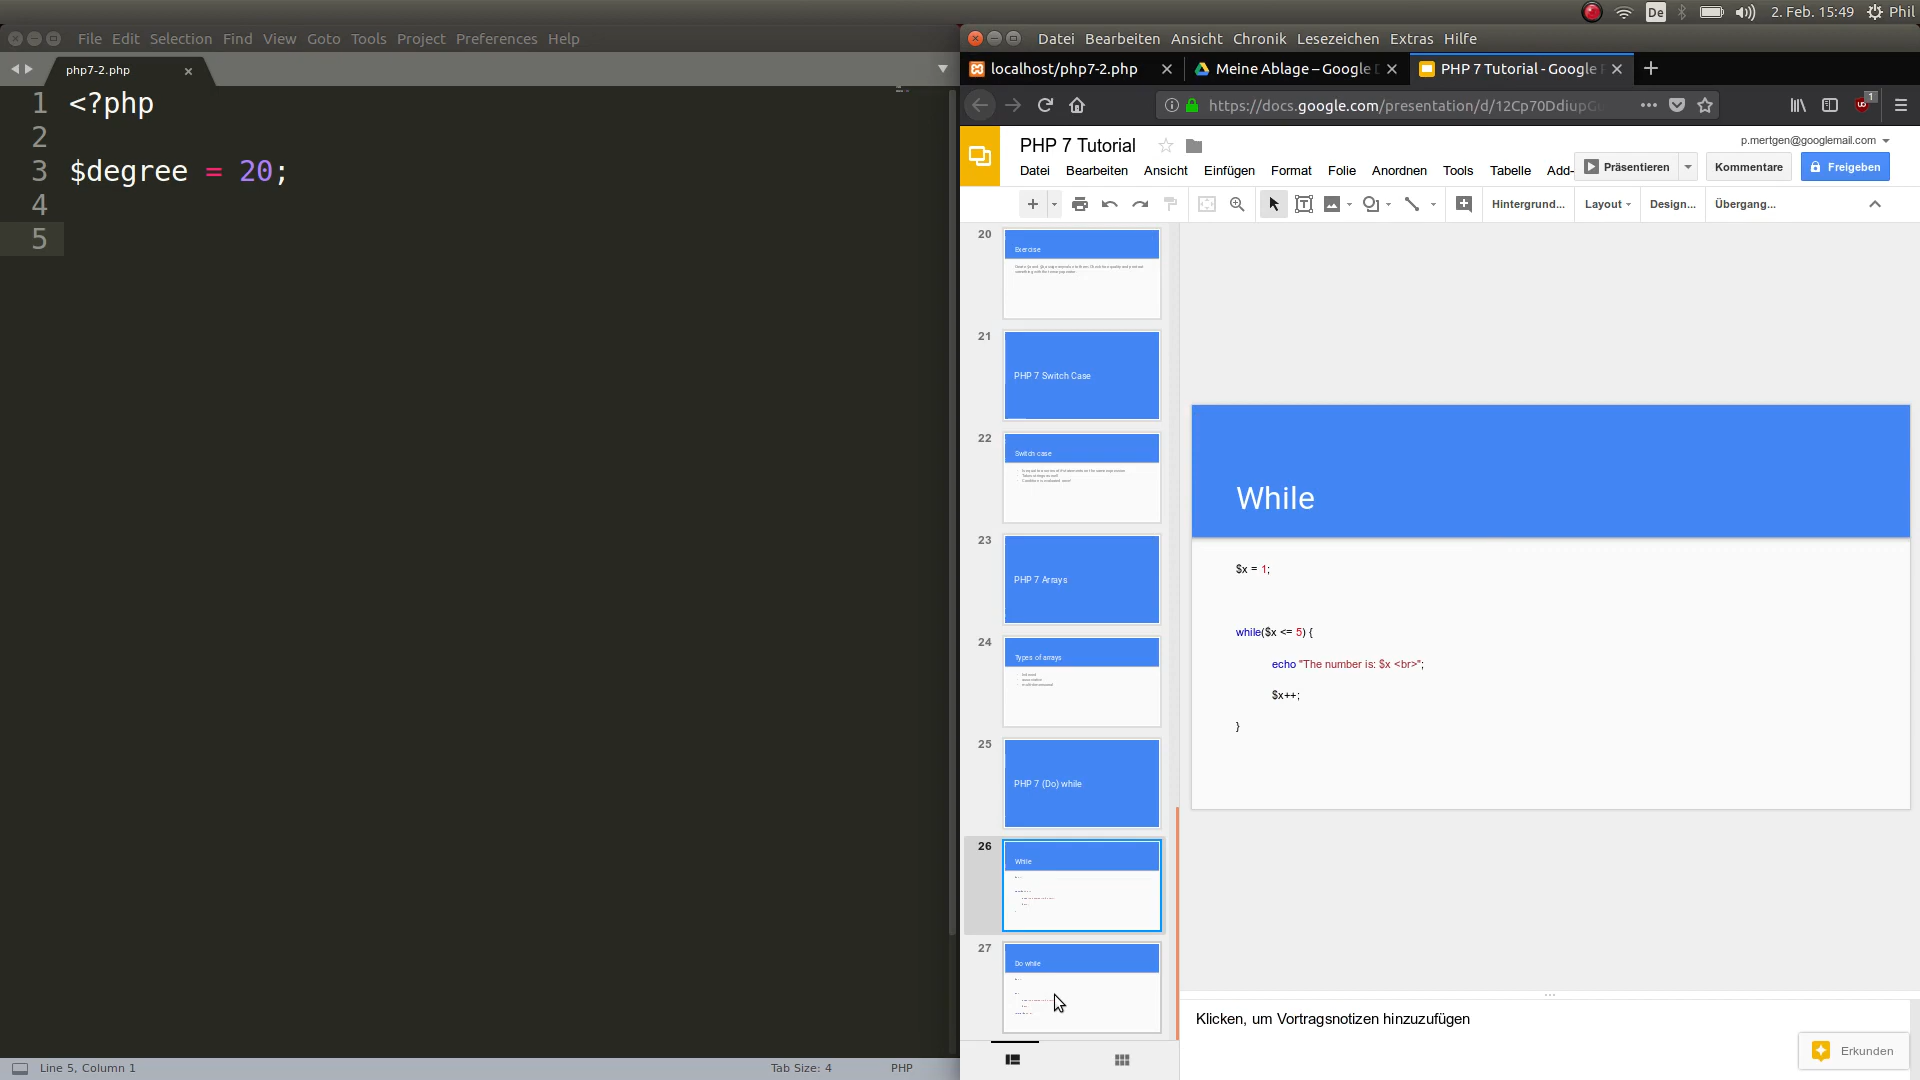 De 2. Feb. 15:49 Phil
File Edit Selection Find View Goto Tools Project Preferences Help
php7-2.php
1 <?php
2
3 $degree = 20;
4
5
Line 5, Column 1 Tab Size: 4 PHP
Datei Bearbeiten Ansicht Chronik Lesezeichen Extras Hilfe
localhost/php7-2.php
Meine Ablage – Google D
PHP 7 Tutorial - Google P
https://docs.google.com/presentation/d/12Cp70Ddiup
1
PHP 7 Tutorial
p.mertgen@googlemail.com
Datei Bearbeiten Ansicht Einfügen Format Folie Anordnen Tools Tabelle Add-
Präsentieren Kommentare Freigeben
Hintergrund... Layout Design... Übergang...
20
Exercise
21
PHP 7 Switch Case
22
Switch case
23
PHP 7 Arrays
24
Types of arrays
25
PHP 7 (Do) while
26
While
27
Do while
While
$x = 1;
while($x <= 5) {
echo "The number is: $x <br>";
$x++;
}
Klicken, um Vortragsnotizen hinzuzufügen
Erkunden